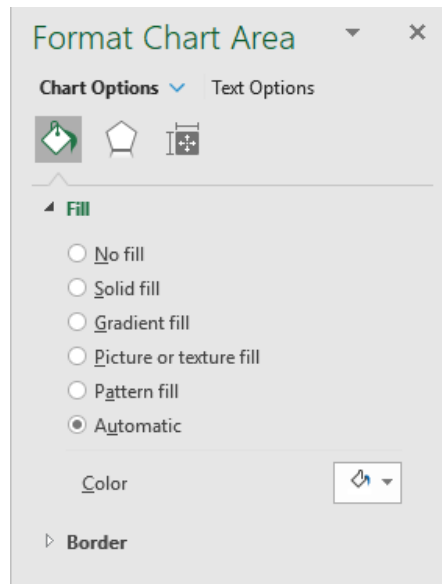 Format Chart Area
Chart Options Text Options
Fill
No fill
Solid fill
Gradient fill
Picture or texture fill
Pattern fill
Automatic
Color
Border